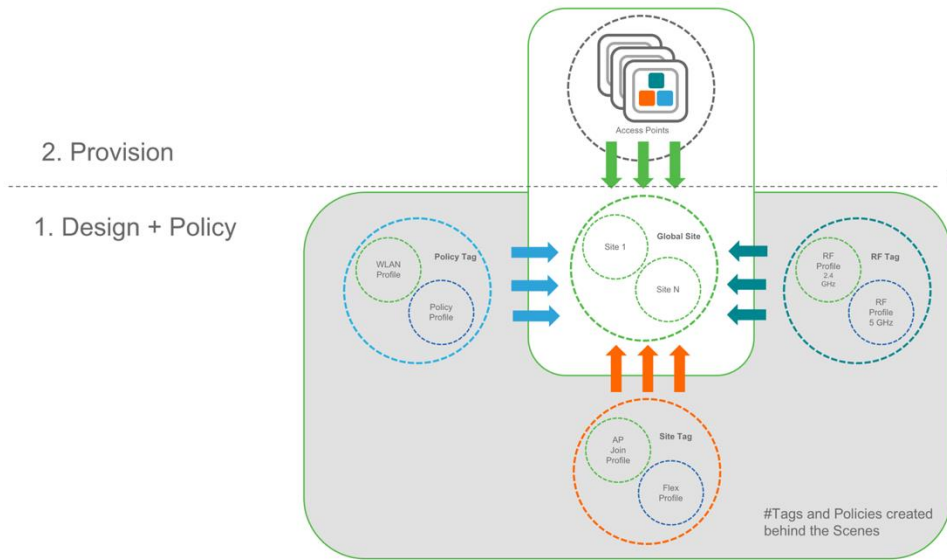 Access Points
2. Provision
1. Design + Policy
Policy Tag
WLAN
Profile
Policy
Profile
Global Site
Site 1
Site N
RF Tag
RF
Profile
2.4
GHz
RF
Profile
5 GHz
Site Tag
AP
Join
Profile
Flex
Profile
#Tags and Policies created
behind the Scenes